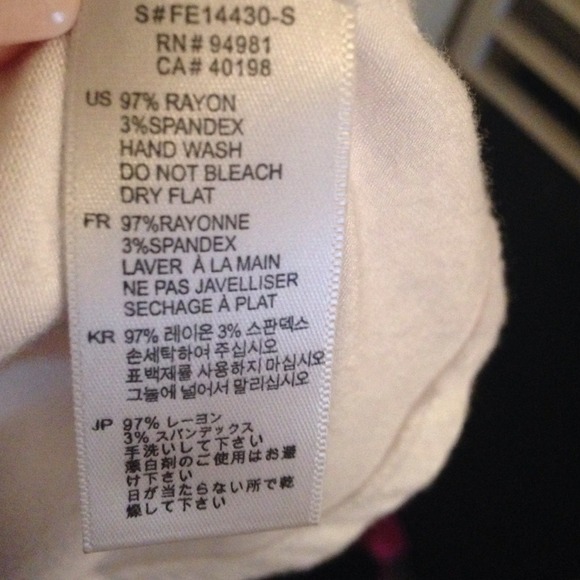 S#FE14430-S
RN# 94981
CA# 40198
US 97% RAYON
3%SPANDEX
HAND WASH
DO NOT BLEACH
DRY FLAT
FR 97%RAYONNE
3%SPANDEX
LAVER À LA MAIN
NE PAS JAVELLISER
SECHAGE À PLAT
KR 97% 레이온 3% 스판덱스
손세탁하여 주십시오
표백재를 사용하지 마십시오
그늘에 널어서 말리십시오
JP 97% レーヨン
3% スパンデックス
手洗いして下さい
漂白剤のご使用はお避
け下さい
日が当たらない所で乾
燥して下さい